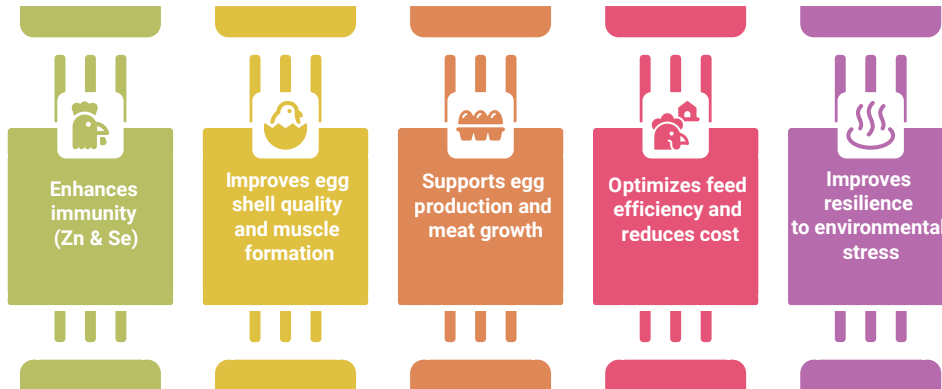 Enhances
immunity
(Zn & Se)
Improves egg
shell quality
and muscle
formation
Supports egg
production and
meat growth
Optimizes feed
efficiency and
reduces cost
Improves
resilience
to environmental
stress